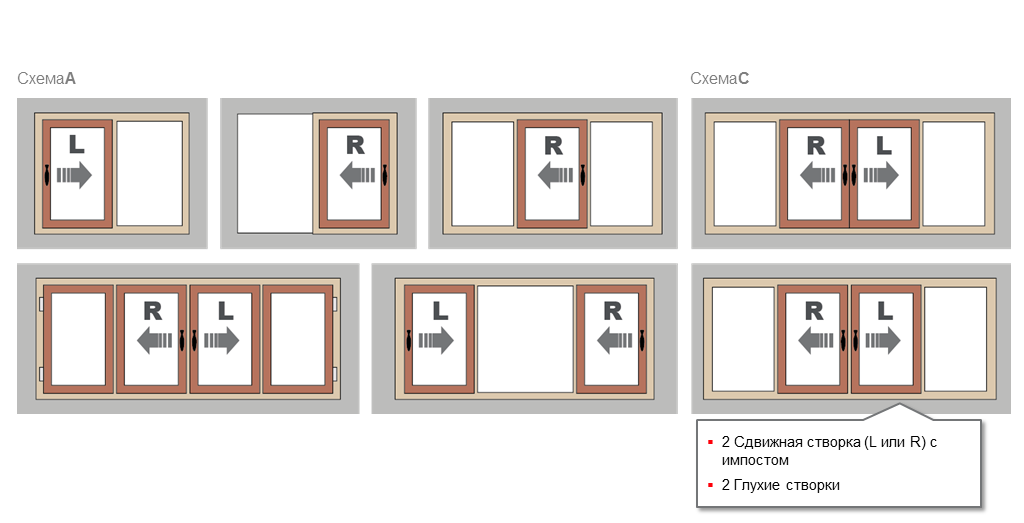 СхемаA
СхемаC
L
R
R
R L
R L
L R
R L
2 Сдвижная створка (L или R) с
импостом
2 Глухие створки